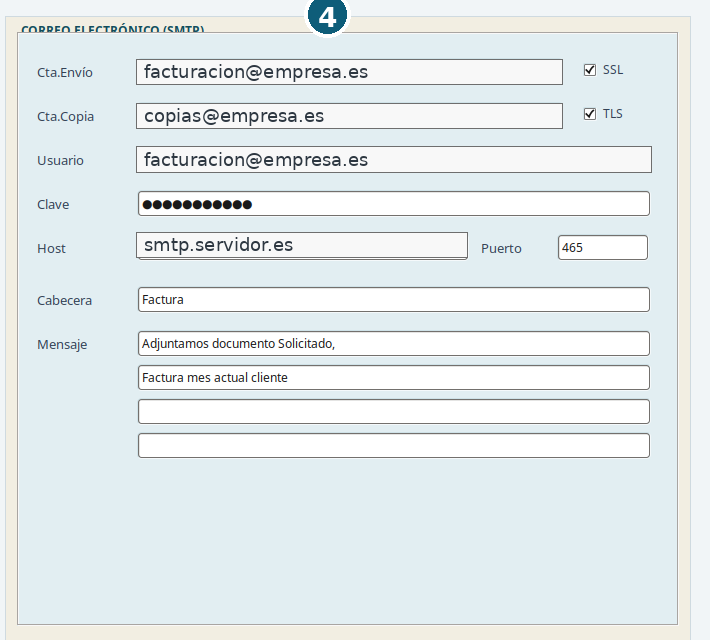 4
CORREO ELECTRÓNICO (SMTP)
Cta.Envío facturacion@empresa.es SSL
Cta.Copia copias@empresa.es TLS
Usuario facturacion@empresa.es
Clave ●●●●●●●●●●●
Host smtp.servidor.es Puerto 465
Cabecera Factura
Mensaje Adjuntamos documento Solicitado,
Factura mes actual cliente